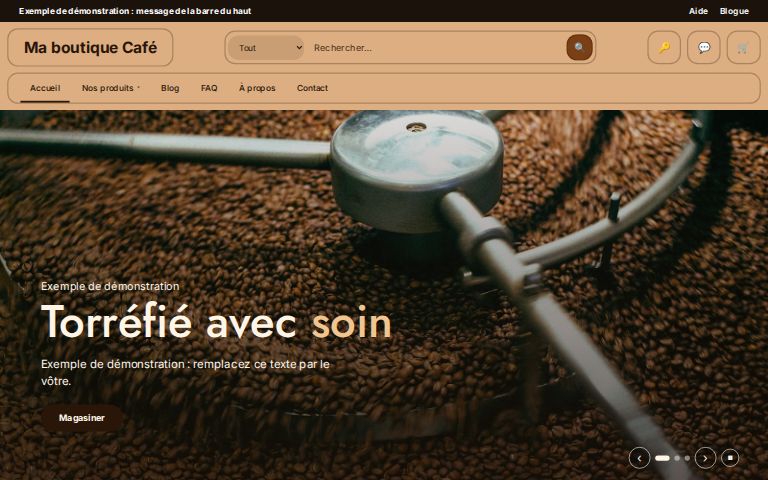 Exemple de démonstration : message de la barre du haut
Aide
Blogue
Ma boutique Café
Tout
Rechercher...
Accueil
Nos produits
Blog
FAQ
À propos
Contact
Exemple de démonstration
Torréfié avec soin
Exemple de démonstration : remplacez ce texte par le
vôtre.
Magasiner